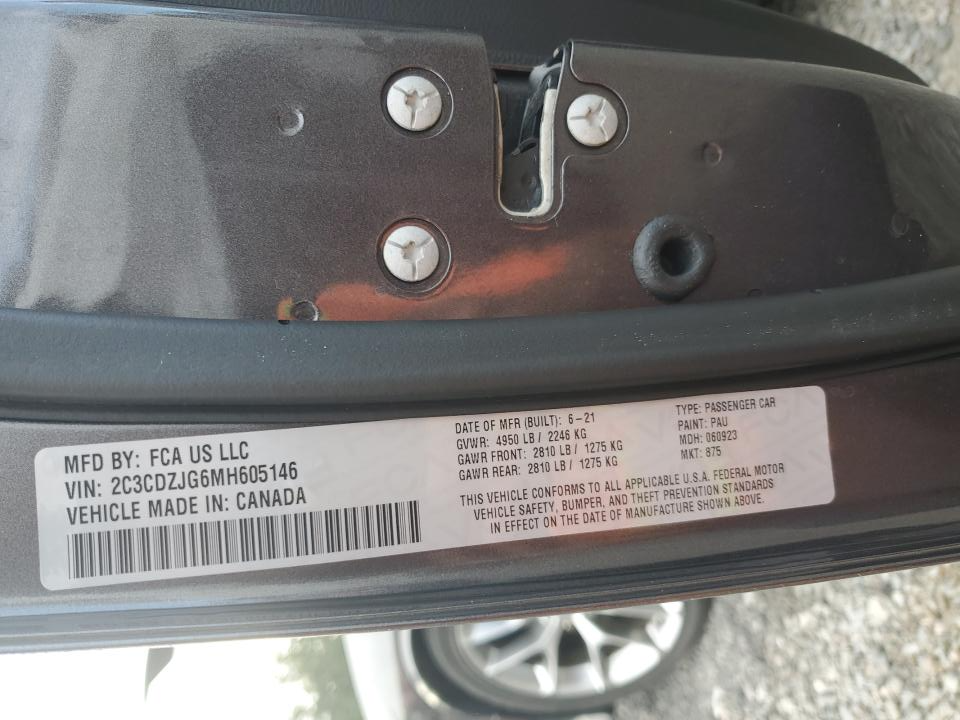 MFD BY: FCA US LLC
VIN: 2C3CDZJG6MH605146
VEHICLE MADE IN: CANADA
DATE OF MFR (BUILT): 6-21
GVWR: 4950 LB / 2246 KG
GAWR FRONT: 2810 LB / 1275 KG
GAWR REAR: 2810 LB / 1275 KG
TYPE: PASSENGER CAR
PAINT: PAU
MDH: 060923
MKT: 875
THIS VEHICLE CONFORMS TO ALL APPLICABLE U.S.A. FEDERAL MOTOR
VEHICLE SAFETY, BUMPER, AND THEFT PREVENTION STANDARDS
IN EFFECT ON THE DATE OF MANUFACTURE SHOWN ABOVE.